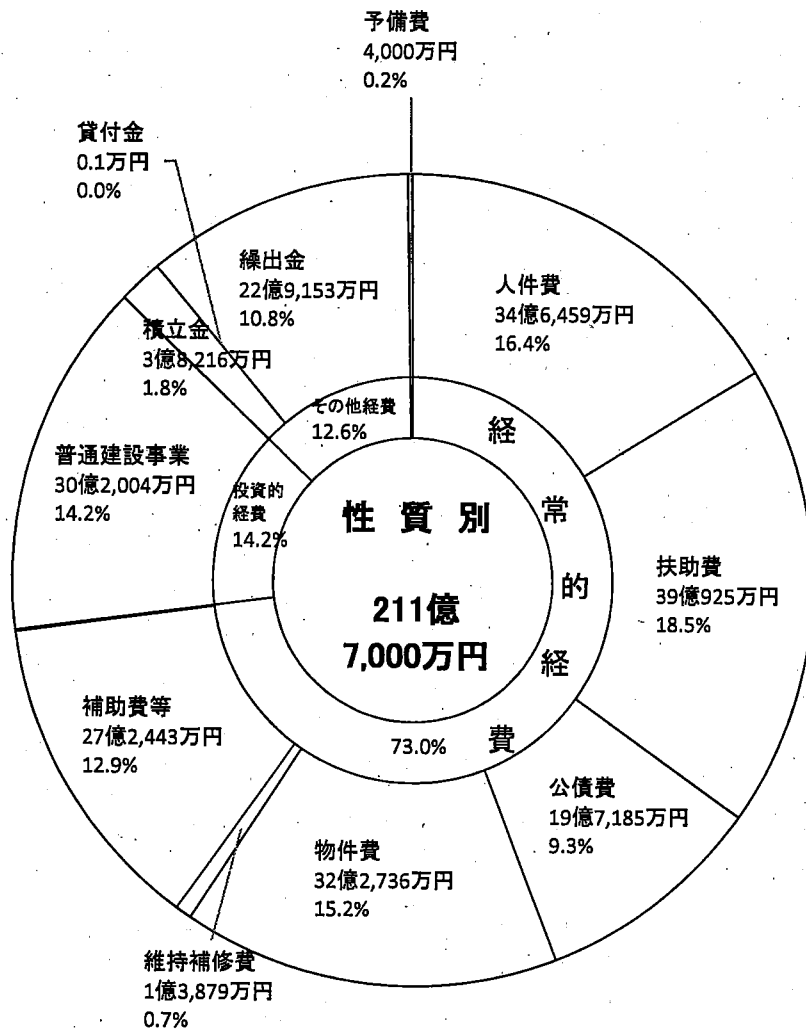 予備費
4,000万円
0.2%
貸付金
0.1万円
0.0%
繰出金
22億9,153万円
10.8%
人件費
34億6,459万円
16.4%
積立金
3億8,216万円
1.8%
その他経費
12.6%
経常的経費
73.0%
普通建設事業
30億2,004万円
14.2%
投資的
経費
14.2%
性質別
211億
7,000万円
扶助費
39億925万円
18.5%
補助費等
27億2,443万円
12.9%
公債費
19億7,185万円
9.3%
物件費
32億2,736万円
15.2%
維持補修費
1億3,879万円
0.7%